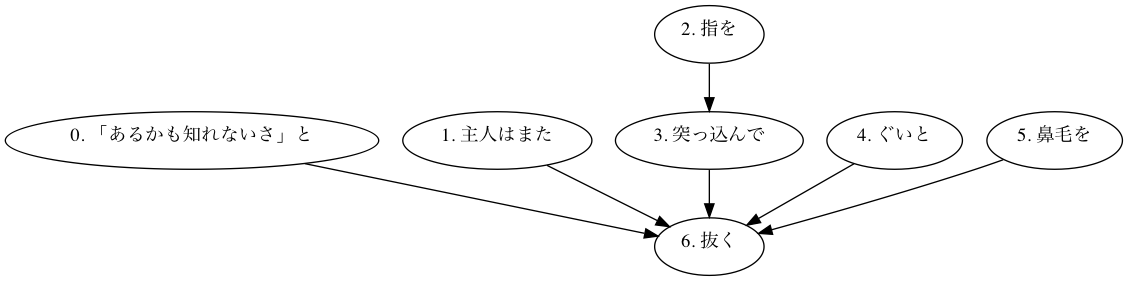 2. 指を
0. 「あるかも知れないさ」と
1. 主人はまた
3. 突っ込んで
4. ぐいと
5. 鼻毛を
6. 抜く